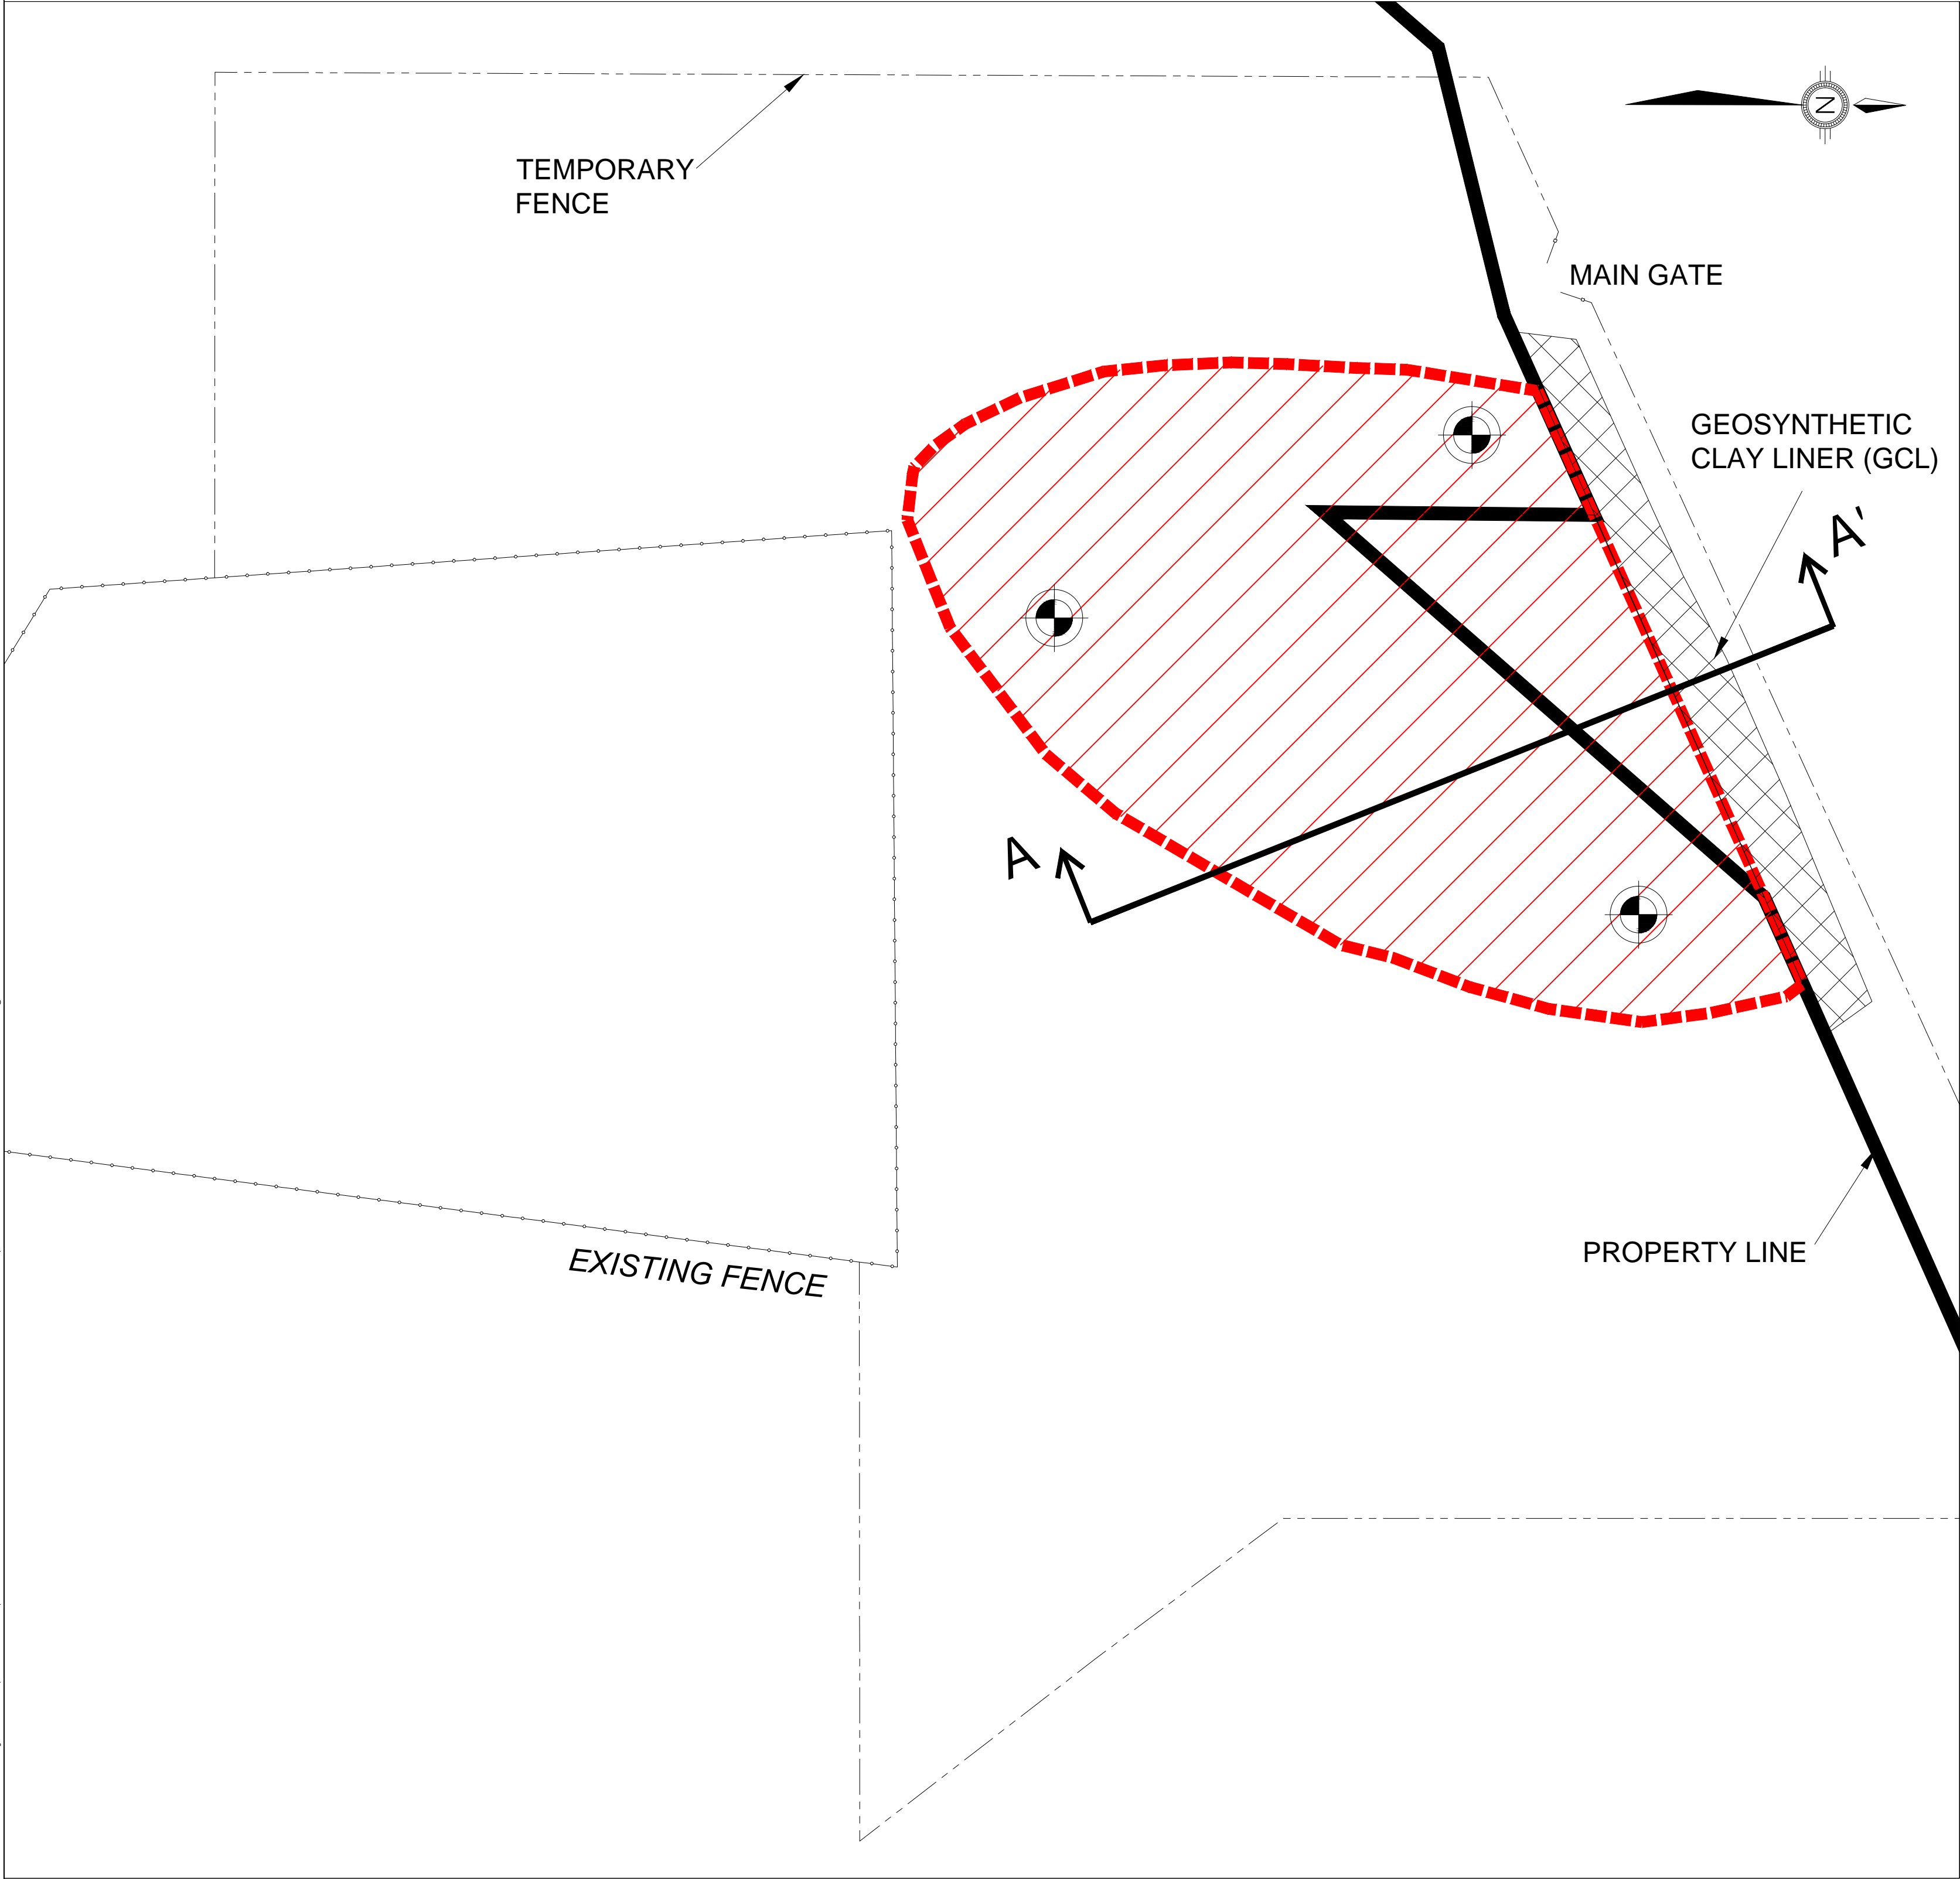 TEMPORARY
FENCE
N
MAIN GATE
GEOSYNTHETIC
CLAY LINER (GCL)
A'
A
PROPERTY LINE
EXISTING FENCE